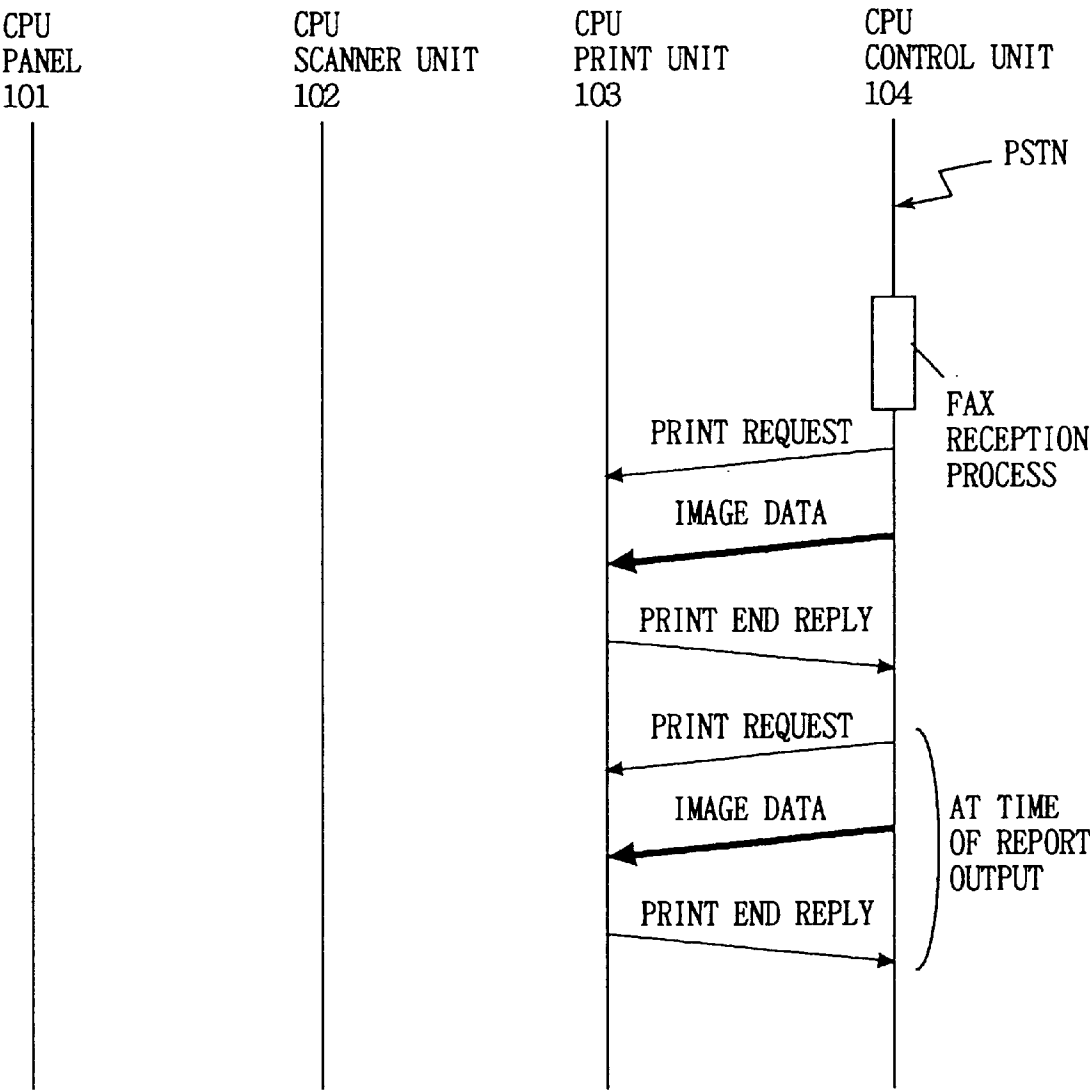 CPU
PANEL
101
CPU
SCANNER UNIT
102
CPU
PRINT UNIT
103
CPU
CONTROL UNIT
104
PSTN
FAX
RECEPTION
PROCESS
PRINT REQUEST
IMAGE DATA
PRINT END REPLY
PRINT REQUEST
IMAGE DATA
PRINT END REPLY
AT TIME
OF REPORT
OUTPUT